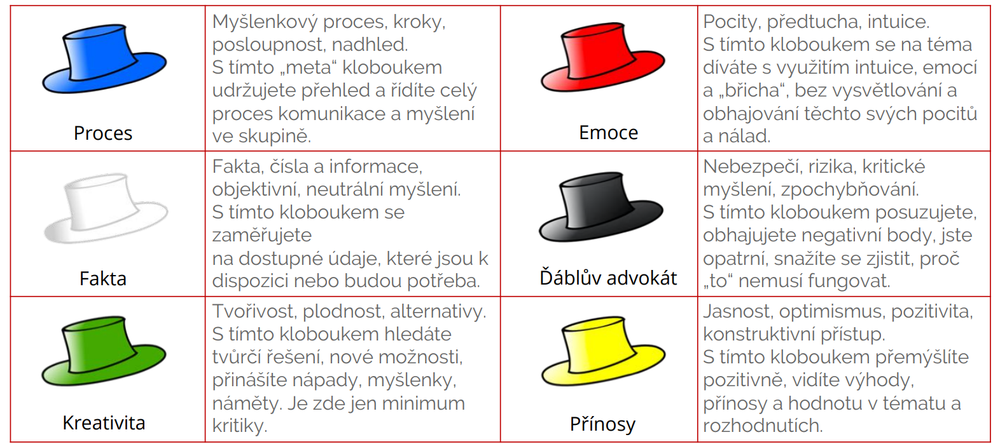 Proces
Myšlenkový proces, kroky,
posloupnost, nadhled.
S tímto „meta“ kloboukem
udržujete přehled a řídíte celý
proces komunikace a myšlení
ve skupině.
Emoce
Pocity, předtucha, intuice.
S tímto kloboukem se na téma
díváte s využitím intuice, emocí
a „břicha“, bez vysvětlování a
obhajování těchto svých pocitů
a nálad.
Fakta
Fakta, čísla a informace,
objektivní, neutrální myšlení.
S tímto kloboukem se
zaměřujete
na dostupné údaje, které jsou k
dispozici nebo budou potřeba.
Ďáblův advokát
Nebezpečí, rizika, kritické
myšlení, zpochybňování.
S tímto kloboukem posuzujete,
obhajujete negativní body, jste
opatrní, snažíte se zjistit, proč
„to“ nemusí fungovat.
Kreativita
Tvořivost, plodnost, alternativy.
S tímto kloboukem hledáte
tvůrčí řešení, nové možnosti,
přinášíte nápady, myšlenky,
náměty. Je zde jen minimum
kritiky.
Přínosy
Jasnost, optimismus, pozitivita,
konstruktivní přístup.
S tímto kloboukem přemýšlíte
pozitivně, vidíte výhody,
přínosy a hodnotu v tématu a
rozhodnutích.